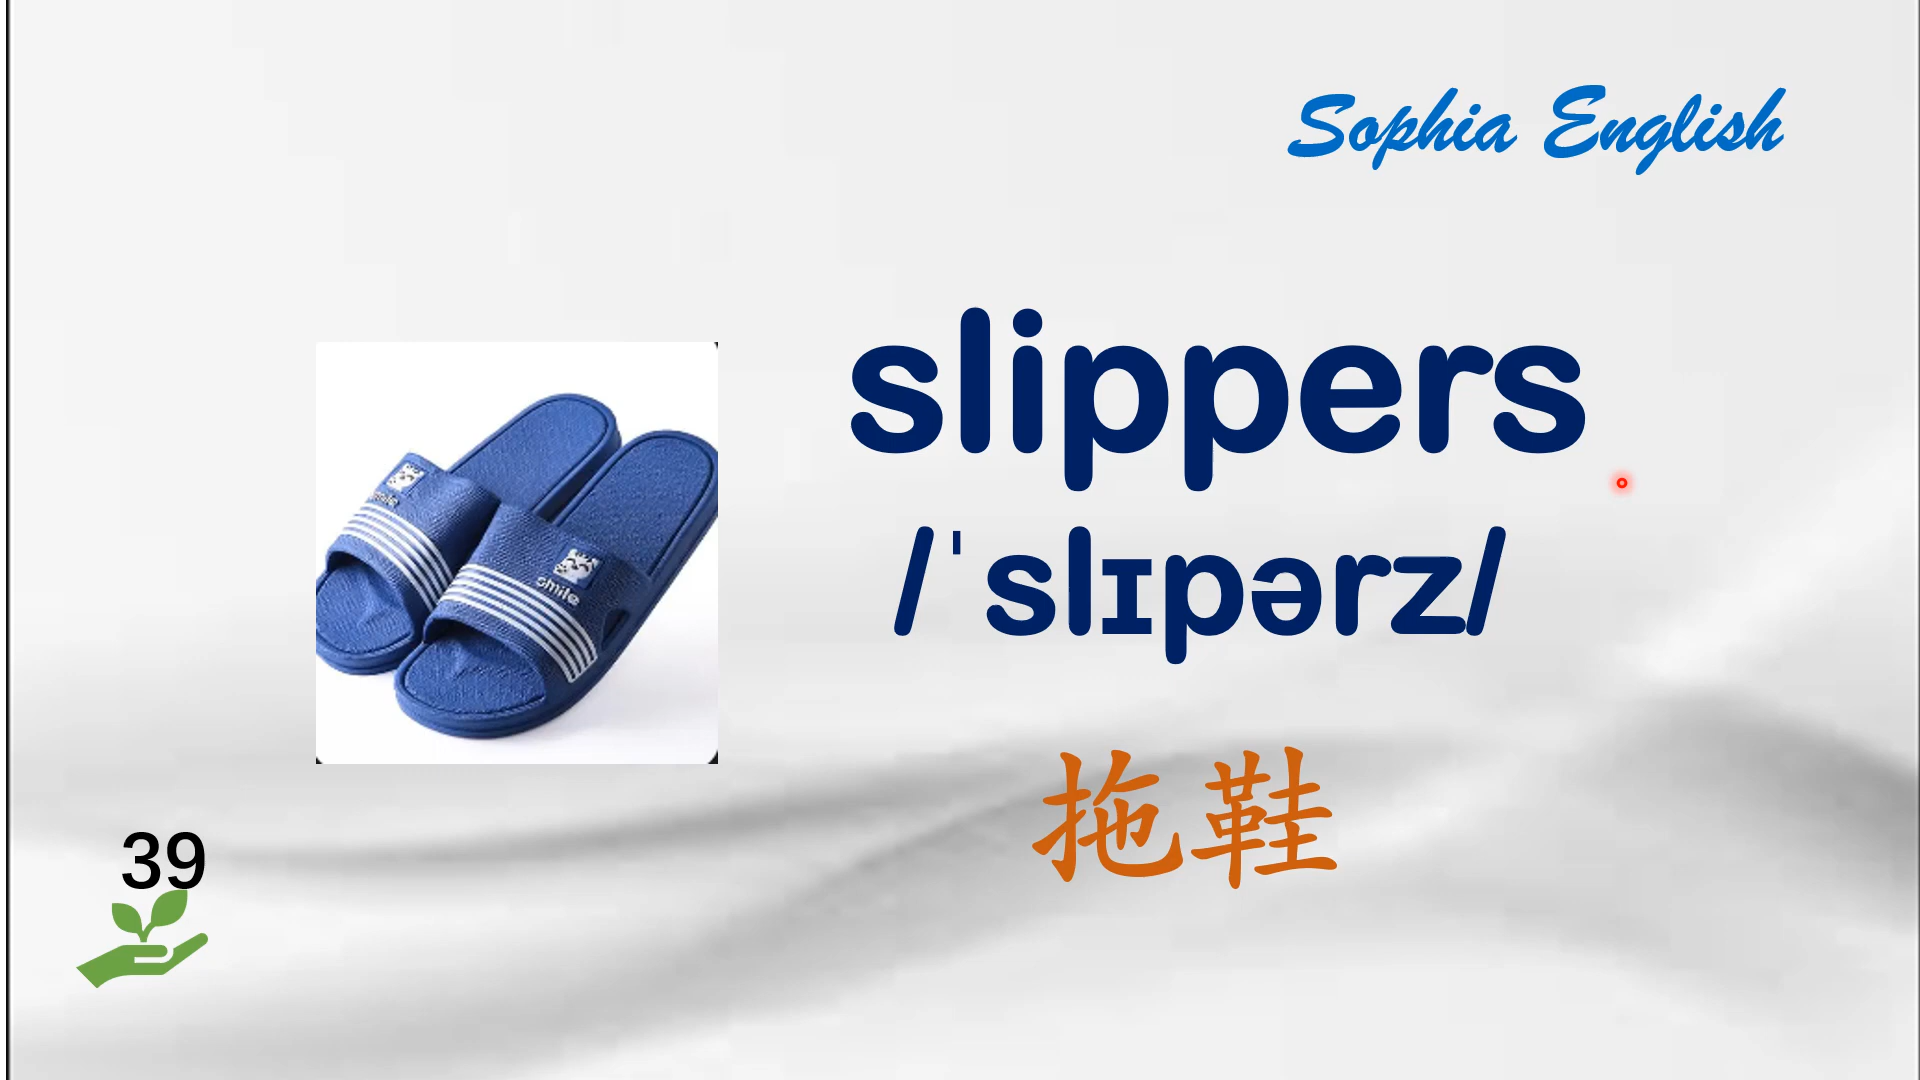 Sophia English
slippers
/ˈslɪpərz/
拖鞋
smile
smile
39